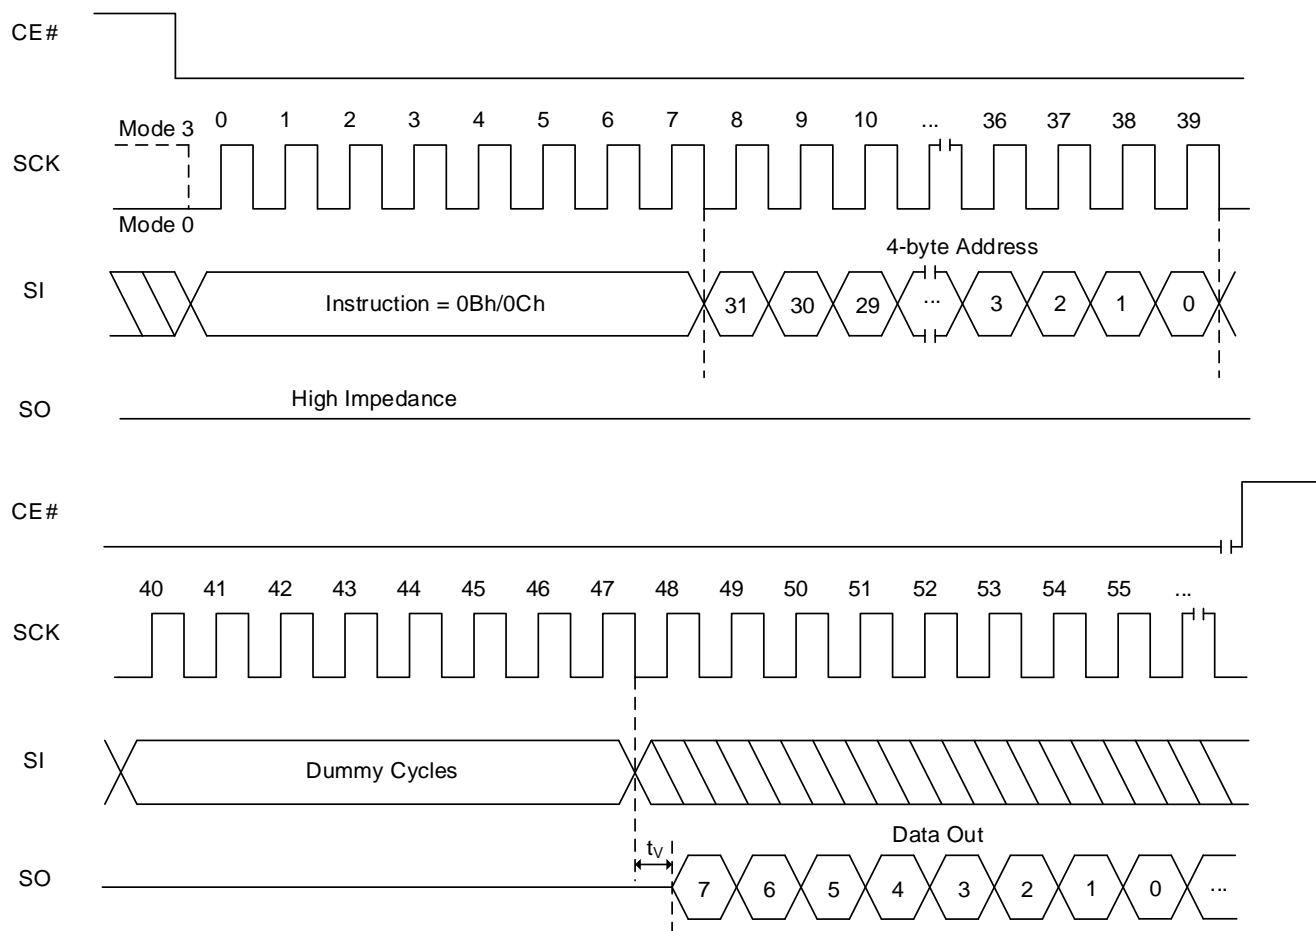 CE#
Mode 3
0 1 2 3 4 5 6 7 8 9 10 ... 36 37 38 39
SCK
Mode 0
4-byte Address
SI
Instruction = 0Bh/0Ch
31 30 29 ... 3 2 1 0
High Impedance
SO
CE#
40 41 42 43 44 45 46 47 48 49 50 51 52 53 54 55 ...
SCK
SI
Dummy Cycles
Data Out
tV
SO
7 6 5 4 3 2 1 0 ...